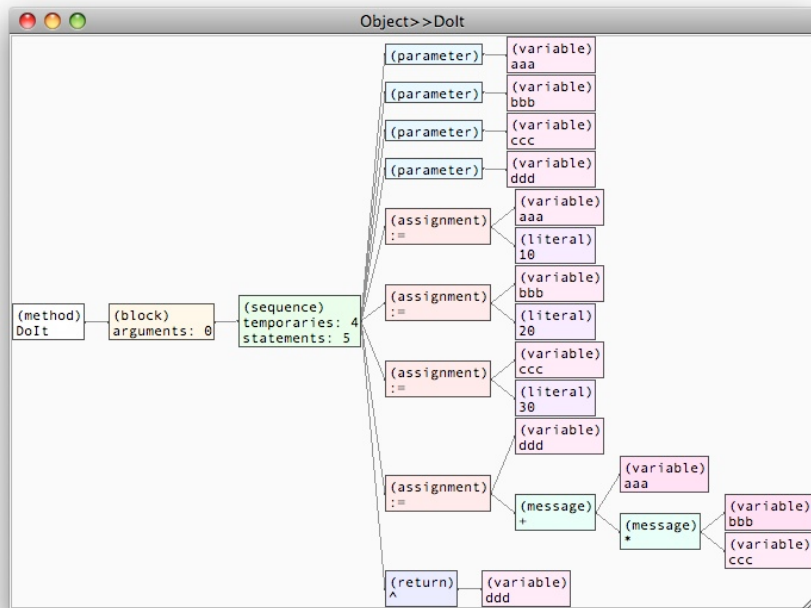 Object>>DoIt
(parameter)
(variable)
aaa
(parameter)
(variable)
bbb
(parameter)
(variable)
ccc
(parameter)
(variable)
ddd
(assignment)
:=
(variable)
aaa
(literal)
10
(assignment)
:=
(variable)
bbb
(literal)
20
(method)
DoIt
(block)
arguments: 0
(sequence)
temporaries: 4
statements: 5
(assignment)
:=
(variable)
ccc
(literal)
30
(assignment)
:=
(variable)
ddd
(message)
+
(variable)
aaa
(message)
*
(variable)
bbb
(variable)
ccc
(return)
^
(variable)
ddd